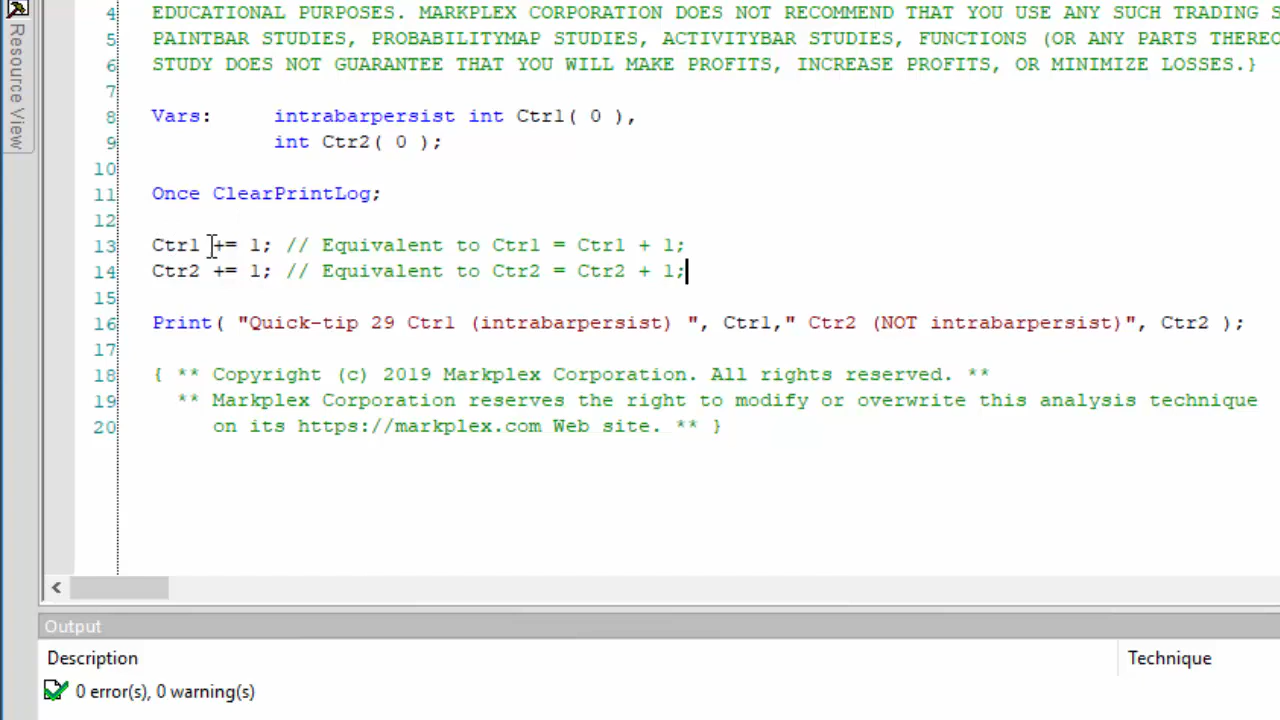 Resource View
4 EDUCATIONAL PURPOSES. MARKPLEX CORPORATION DOES NOT RECOMMEND THAT YOU USE ANY SUCH TRADING S
5 PAINTBAR STUDIES, PROBABILITYMAP STUDIES, ACTIVITYBAR STUDIES, FUNCTIONS (OR ANY PARTS THEREO
6 STUDY DOES NOT GUARANTEE THAT YOU WILL MAKE PROFITS, INCREASE PROFITS, OR MINIMIZE LOSSES.}
7
8 Vars: intrabarpersist int Ctr1( 0 ),
9 int Ctr2( 0 );
10
11 Once ClearPrintLog;
12
13 Ctr1 += 1; // Equivalent to Ctr1 = Ctr1 + 1;
14 Ctr2 += 1; // Equivalent to Ctr2 = Ctr2 + 1;
15
16 Print( "Quick-tip 29 Ctr1 (intrabarpersist) ", Ctr1," Ctr2 (NOT intrabarpersist)", Ctr2 );
17
18 { ** Copyright (c) 2019 Markplex Corporation. All rights reserved. **
19 ** Markplex Corporation reserves the right to modify or overwrite this analysis technique
20 on its https://markplex.com Web site. ** }
Output
Description Technique
0 error(s), 0 warning(s)